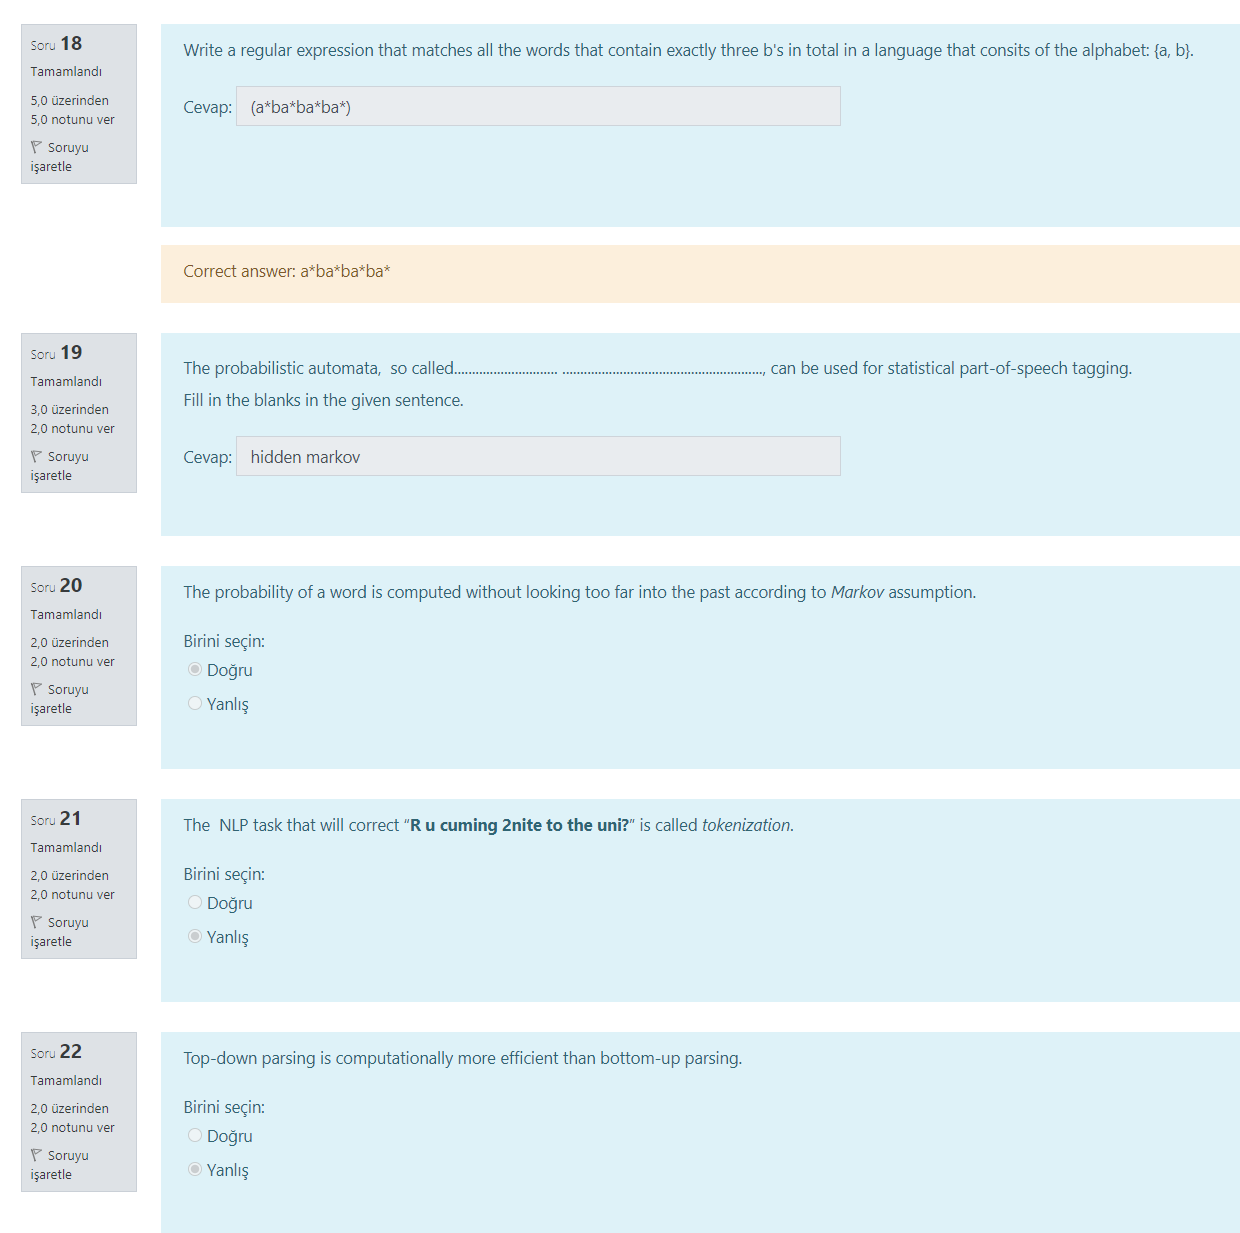 Soru 18
Tamamlandı
5,0 üzerinden
5,0 notunu ver
Soruyu
işaretle
Write a regular expression that matches all the words that contain exactly three b's in total in a language that consits of the alphabet: {a, b}.
Cevap: (a*ba*ba*ba*)
Correct answer: a*ba*ba*ba*
Soru 19
Tamamlandı
3,0 üzerinden
2,0 notunu ver
Soruyu
işaretle
The probabilistic automata,  so called............................. ........................................................, can be used for statistical part-of-speech tagging.
Fill in the blanks in the given sentence.
Cevap: hidden markov
Soru 20
Tamamlandı
2,0 üzerinden
2,0 notunu ver
Soruyu
işaretle
The probability of a word is computed without looking too far into the past according to Markov assumption.
Birini seçin:
Doğru
Yanlış
Soru 21
Tamamlandı
2,0 üzerinden
2,0 notunu ver
Soruyu
işaretle
The  NLP task that will correct “R u cuming 2nite to the uni?” is called tokenization.
Birini seçin:
Doğru
Yanlış
Soru 22
Tamamlandı
2,0 üzerinden
2,0 notunu ver
Soruyu
işaretle
Top-down parsing is computationally more efficient than bottom-up parsing.
Birini seçin:
Doğru
Yanlış